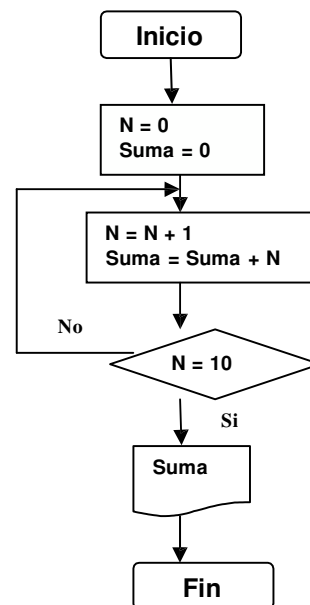 Inicio
N = 0
Suma = 0
N = N + 1
Suma = Suma + N
No
N = 10
Si
Suma
Fin